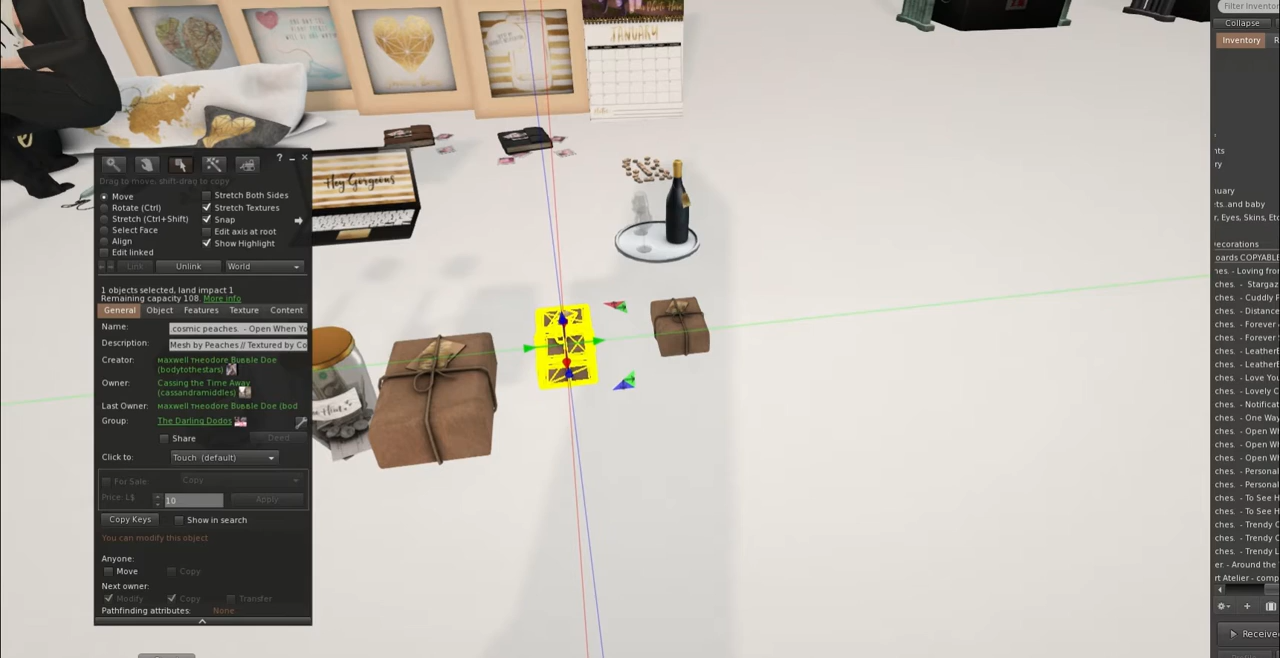 Filter Inventor
Collapse
Inventory
JANUARY
Hey Gorgeous
Drag to move, shift-drag to copy
Move
Rotate (Ctrl)
Stretch (Ctrl+Shift)
Select Face
Align
Edit linked
Stretch Both Sides
Stretch Textures
Snap
Edit axis at root
Show Highlight
Link
Unlink
World
1 objects selected, land impact 1
Remaining capacity 108. More info
General Object Features Texture Content
Name: cosmic peaches. - Open When Yo
Description: Mesh by Peaches // Textured by Co
Creator: Maxwell Theodore Bubble Doe
(bodytothestars)
Owner: Cassing the Time Away
(cassandramiddles)
Last Owner: Maxwell Theodore Bubble Doe (bod
Group: The Darling Dodos
Share
Deed
Click to: Touch (default)
For Sale: Copy
Price: L$ 10 Apply
Copy Keys Show in search
You can modify this object
Anyone:
Move Copy
Next owner:
Modify Copy Transfer
Pathfinding attributes: None
nts
ry
nuary
ts..and baby
r, Eyes, Skins, Etc
ecorations
oards COPYABLE
hes. - Loving fron
ches. - Stargaz
ches. - Cuddly P
ches. - Distance
ches. - Forever
ches. - Forever
ches. - LeatherE
ches. - LeatherE
ches. - Love You
ches. - Lovely C
ches. - Notificat
ches. - One Way
ches. - Open Wh
ches. - Open Wh
ches. - Open Wh
ches. - Personal
ches. - Personal
ches. - To See H
ches. - To See H
ches. - Trendy C
ches. - Trendy C
ches. - Trendy L
er. - Around the
rt Atelier - comp
Received